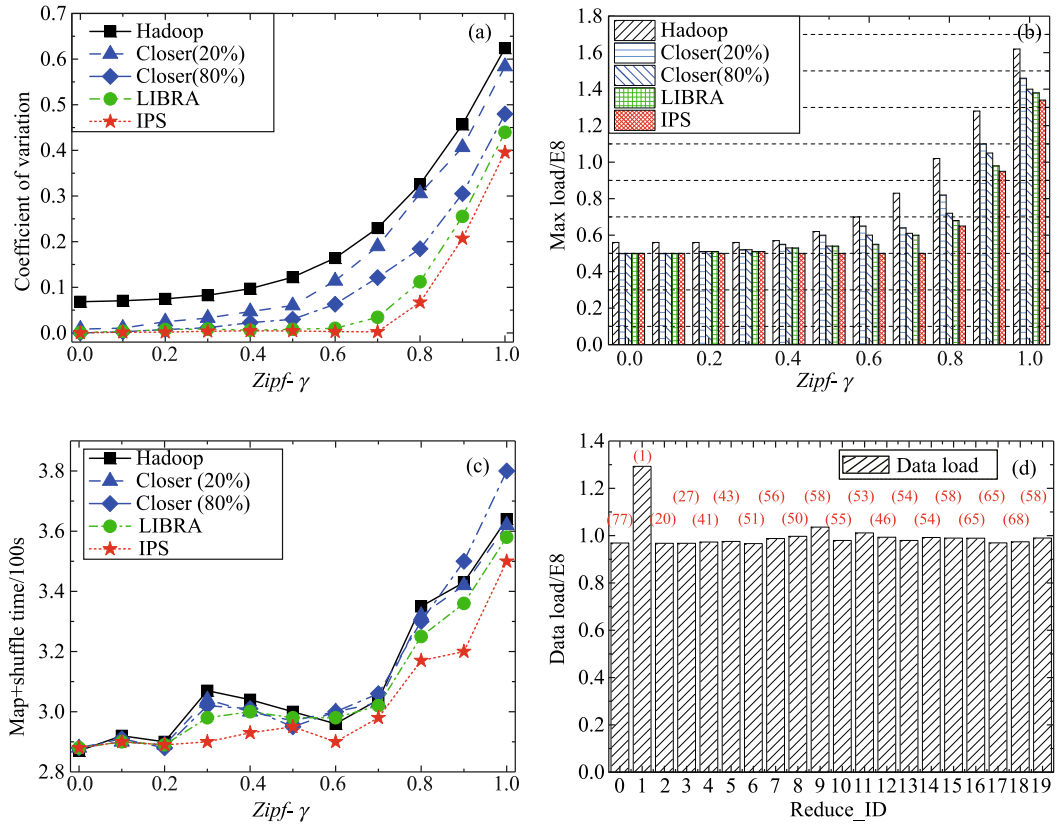 (a)
Hadoop
Closer(20%)
Closer(80%)
LIBRA
IPS
Coefficient of variation
0.7
0.6
0.5
0.4
0.3
0.2
0.1
0.0
0.0 0.2 0.4 0.6 0.8 1.0
Zipf- γ
(b)
Hadoop
Closer(20%)
Closer(80%)
LIBRA
IPS
Max load/E8
1.8
1.6
1.4
1.2
1.0
0.8
0.6
0.4
0.2
0.0
0.0 0.2 0.4 0.6 0.8 1.0
Zipf- γ
(c)
Hadoop
Closer (20%)
Closer (80%)
LIBRA
IPS
Map+shuffle time/100s
3.8
3.6
3.4
3.2
3.0
2.8
0.0 0.2 0.4 0.6 0.8 1.0
Zipf- γ
(d)
Data load
Data load/E8
1.4
1.2
1.0
0.8
0.6
0.4
0.2
0.0
(1)
(27) (43) (56) (58) (53) (54) (58) (65) (58)
(77) (20) (41) (51) (50) (55) (46) (54) (65) (68)
0 1 2 3 4 5 6 7 8 9 10 11 12 13 14 15 16 17 18 19
Reduce_ID